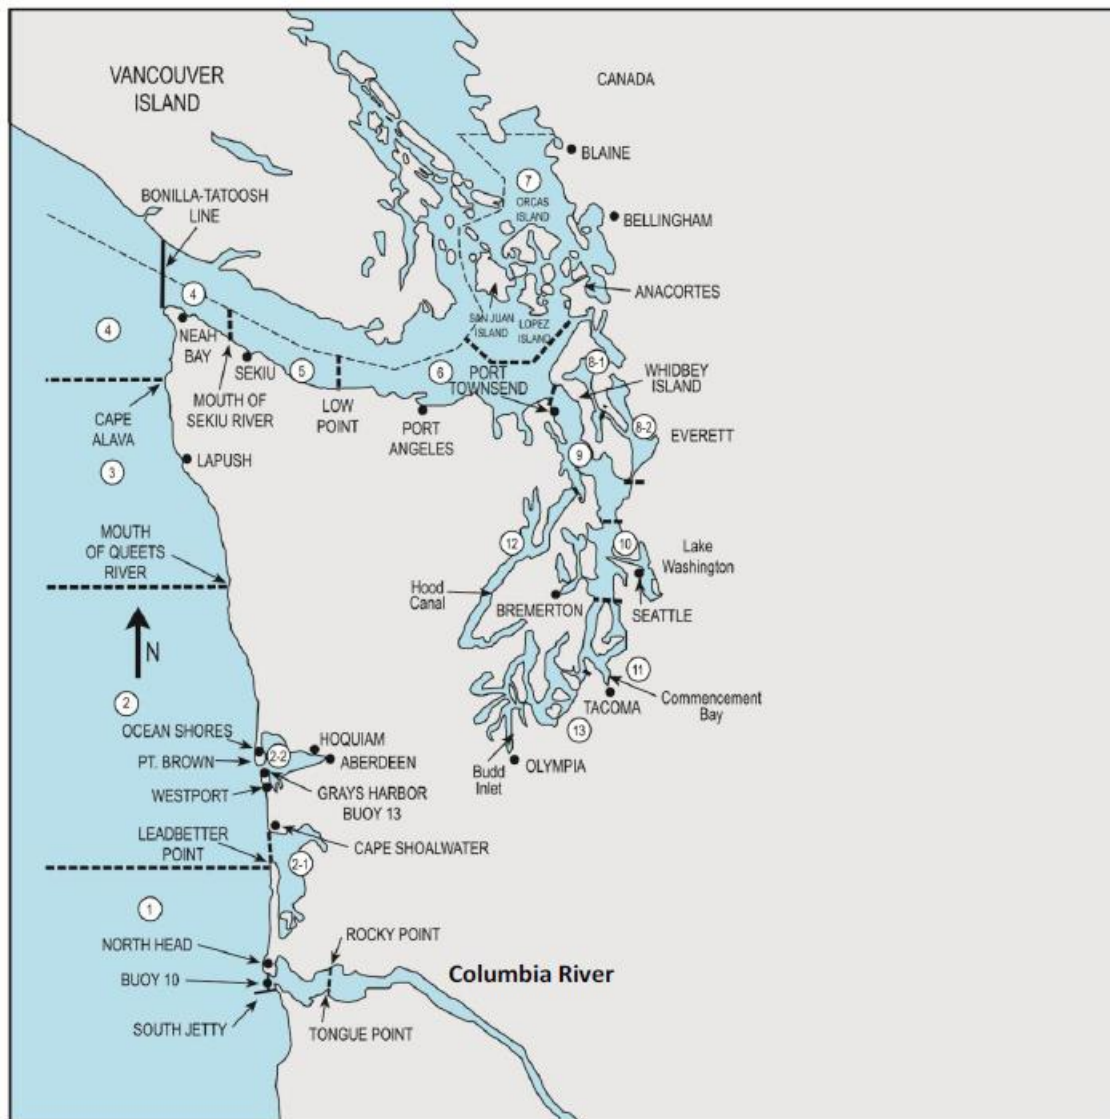 VANCOUVER
ISLAND
CANADA
BLAINE
7
ORCAS
ISLAND
BONILLA-TATOOSH
LINE
BELLINGHAM
4
ANACORTES
4
SAN JUAN
ISLAND
LOPEZ
ISLAND
NEAH
BAY
SEKIU
5
6
PORT
TOWNSEND
8-1
WHIDBEY
ISLAND
CAPE
ALAVA
MOUTH OF
SEKIU RIVER
LOW
POINT
PORT
ANGELES
8-2
EVERETT
3
LAPUSH
9
MOUTH
OF QUEETS
RIVER
12
10
Lake
Washington
Hood
Canal
BREMERTON
SEATTLE
N
11
2
TACOMA
Commencement
Bay
13
OCEAN SHORES
2-2
HOQUIAM
PT. BROWN
ABERDEEN
Budd
Inlet
OLYMPIA
WESTPORT
GRAYS HARBOR
BUOY 13
LEADBETTER
POINT
CAPE SHOALWATER
2-1
1
NORTH HEAD
ROCKY POINT
BUOY 10
Columbia River
SOUTH JETTY
TONGUE POINT